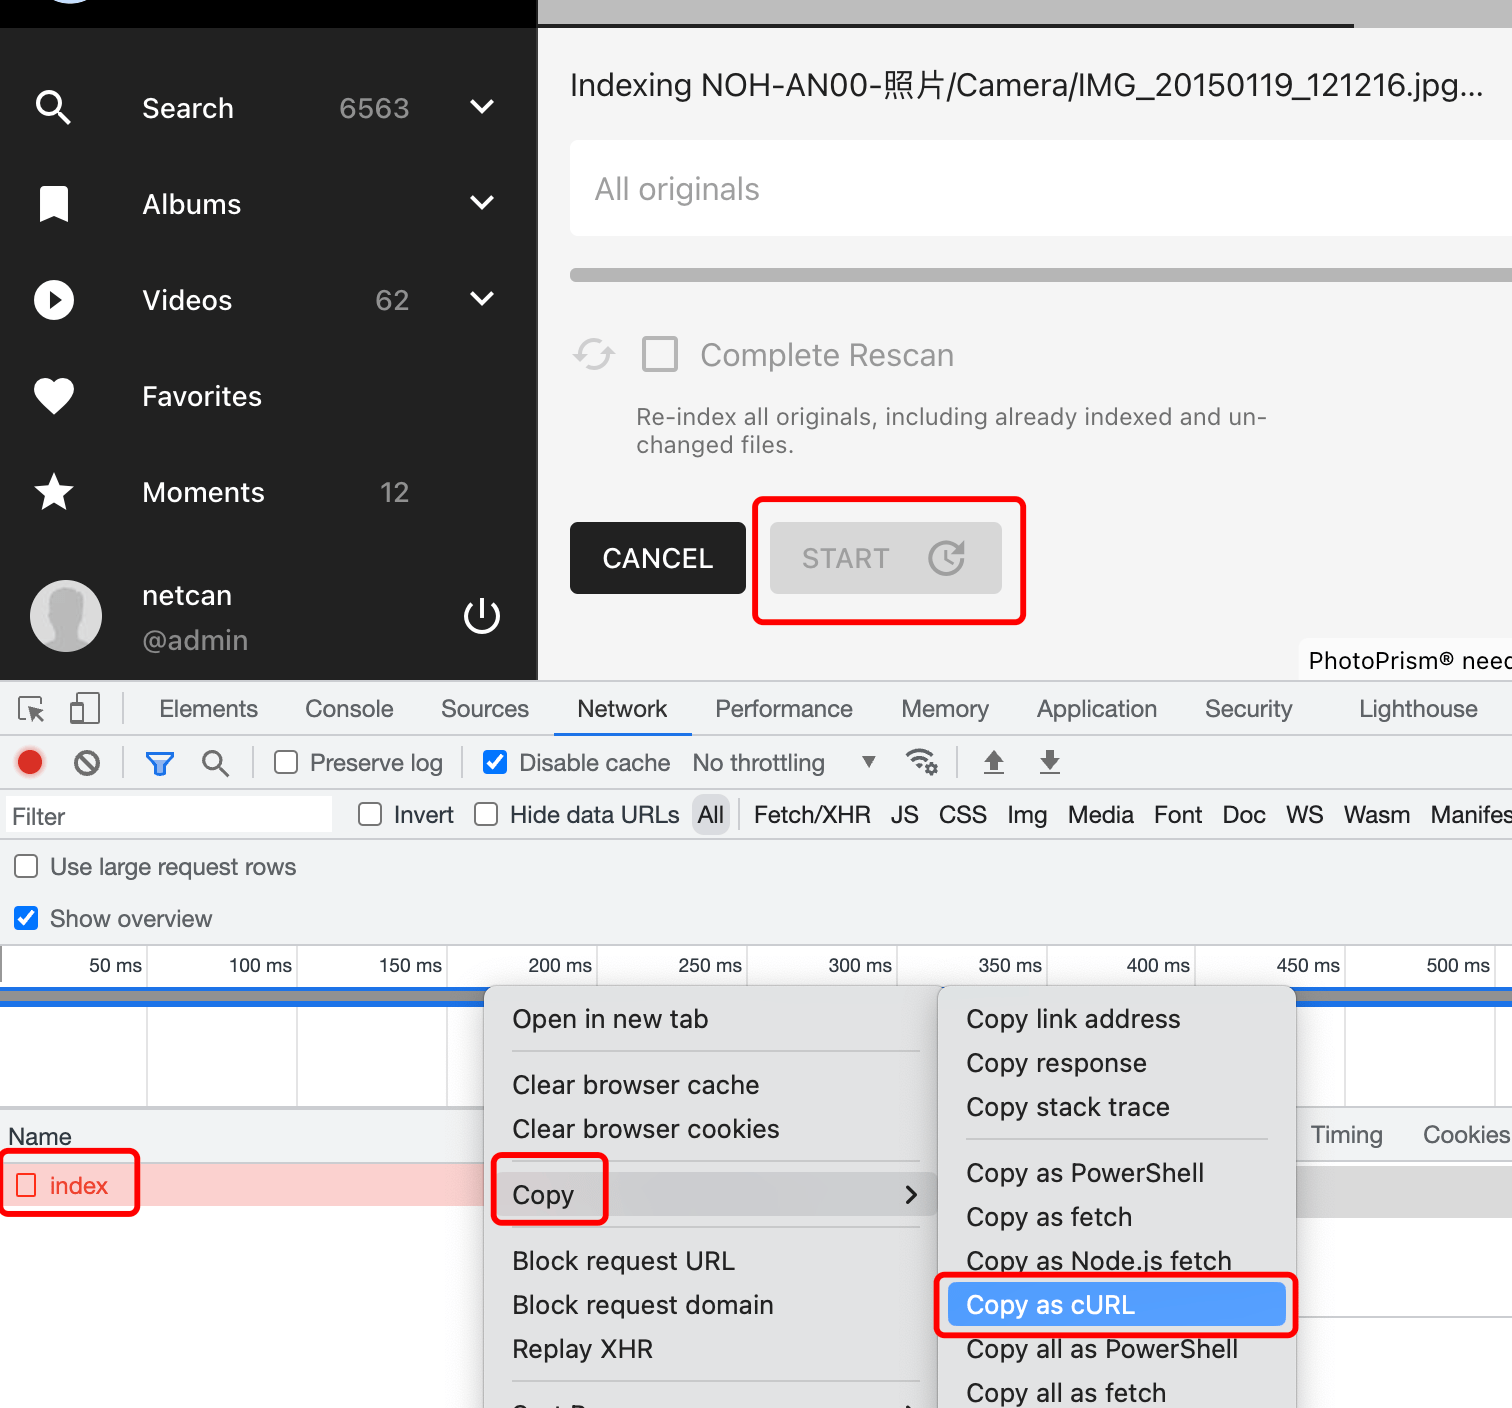 Search 6563
Albums
Videos 62
Favorites
Moments 12
netcan
@admin
Indexing NOH-AN00-照片/Camera/IMG_20150119_121216.jpg...
All originals
Complete Rescan
Re-index all originals, including already indexed and un-
changed files.
CANCEL
START
PhotoPrism® need
Elements Console Sources Network Performance Memory Application Security Lighthouse
Preserve log Disable cache No throttling
Filter Invert Hide data URLs All Fetch/XHR JS CSS Img Media Font Doc WS Wasm Manifes
Use large request rows
Show overview
50 ms 100 ms 150 ms 200 ms 250 ms 300 ms 350 ms 400 ms 450 ms 500 ms
Name
index
Open in new tab
Clear browser cache
Clear browser cookies
Copy
Block request URL
Block request domain
Replay XHR
Copy link address
Copy response
Copy stack trace
Copy as PowerShell
Copy as fetch
Copy as Node.js fetch
Copy as cURL
Copy all as PowerShell
Copy all as fetch
Timing Cookies